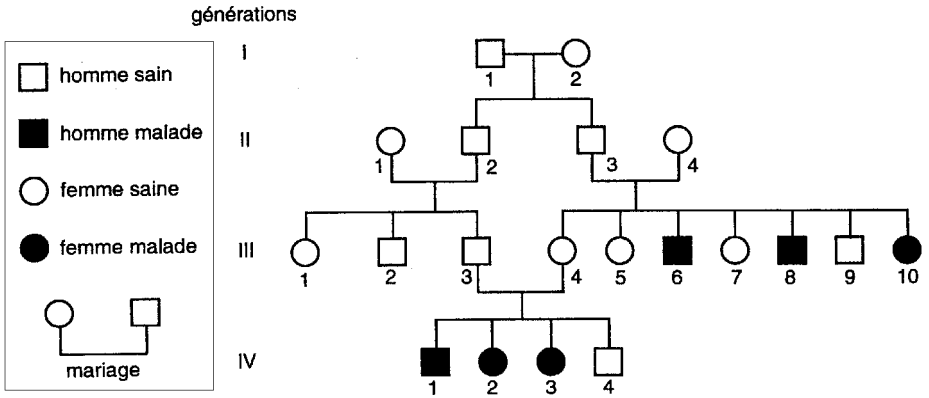 générations
I
1 2
homme sain
homme malade
II
1 2 3 4
femme saine
femme malade
III
1 2 3 4 5 6 7 8 9 10
mariage
IV
1 2 3 4